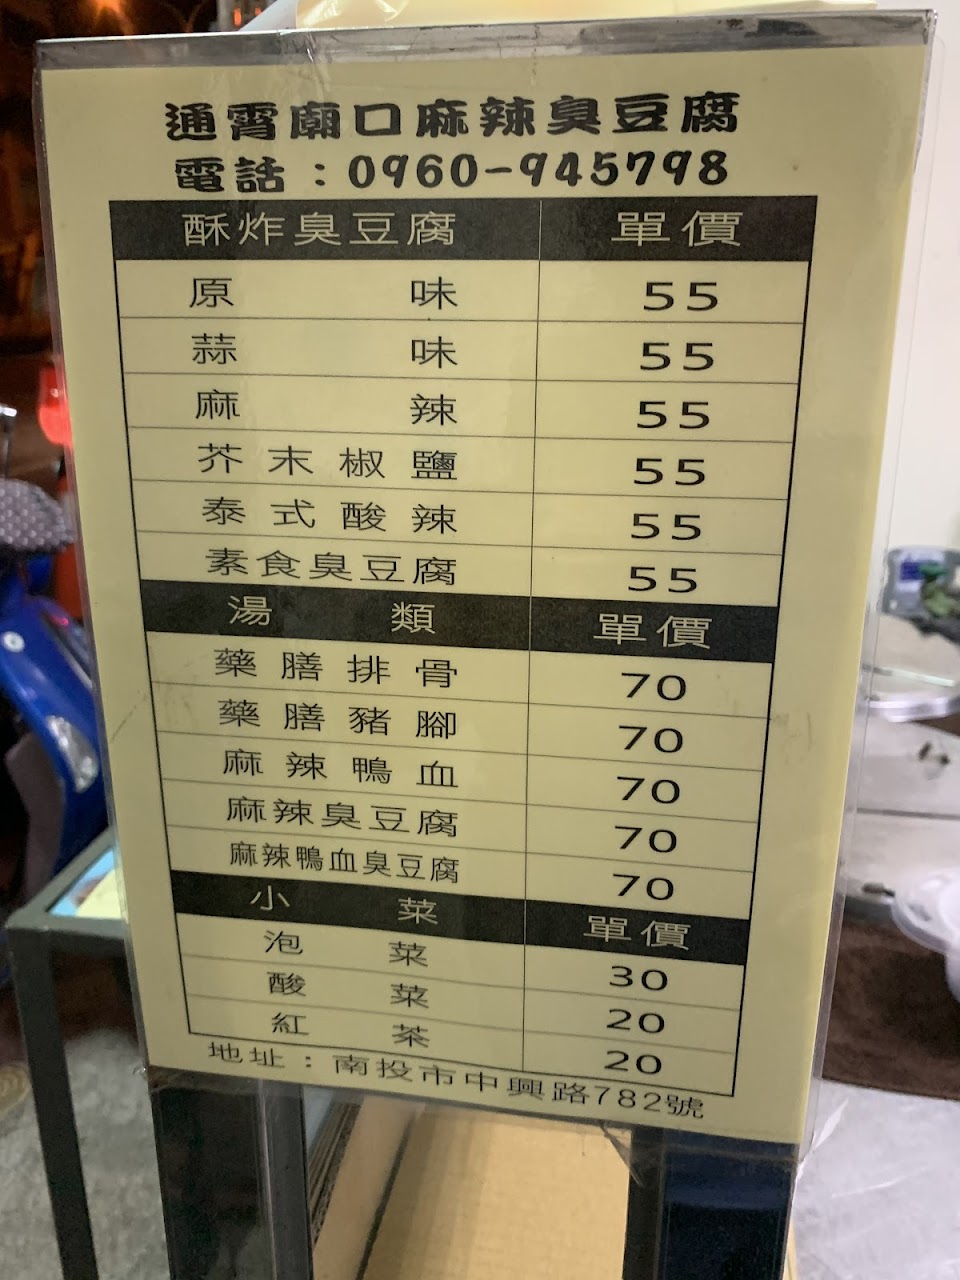 通霄廟口麻辣臭豆腐
電話：0960-945798
酥炸臭豆腐 單價
原味 55
蒜味 55
麻辣 55
芥末椒鹽 55
泰式酸辣 55
素食臭豆腐 55
湯類 單價
藥膳排骨 70
藥膳豬腳 70
麻辣鴨血 70
麻辣臭豆腐 70
麻辣鴨血臭豆腐 70
小菜 單價
泡菜 30
酸菜 20
紅茶 20
地址：南投市中興路782號